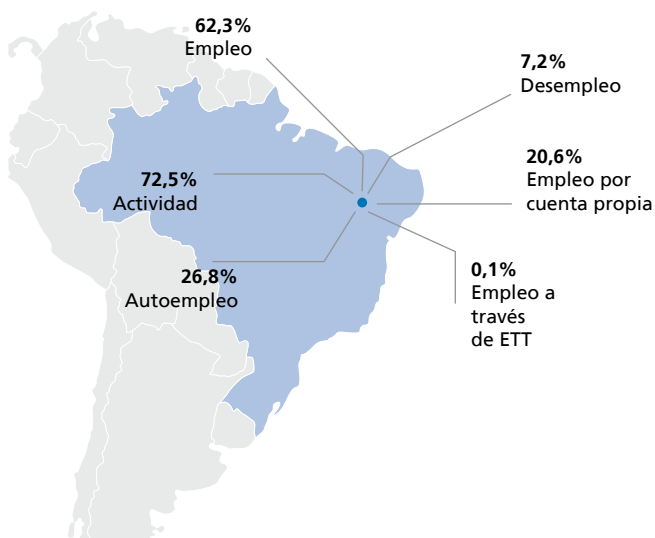 62,3%
Empleo
7,2%
Desempleo
72,5%
Actividad
20,6%
Empleo por
cuenta propia
26,8%
Autoempleo
0,1%
Empleo a
través
de ETT